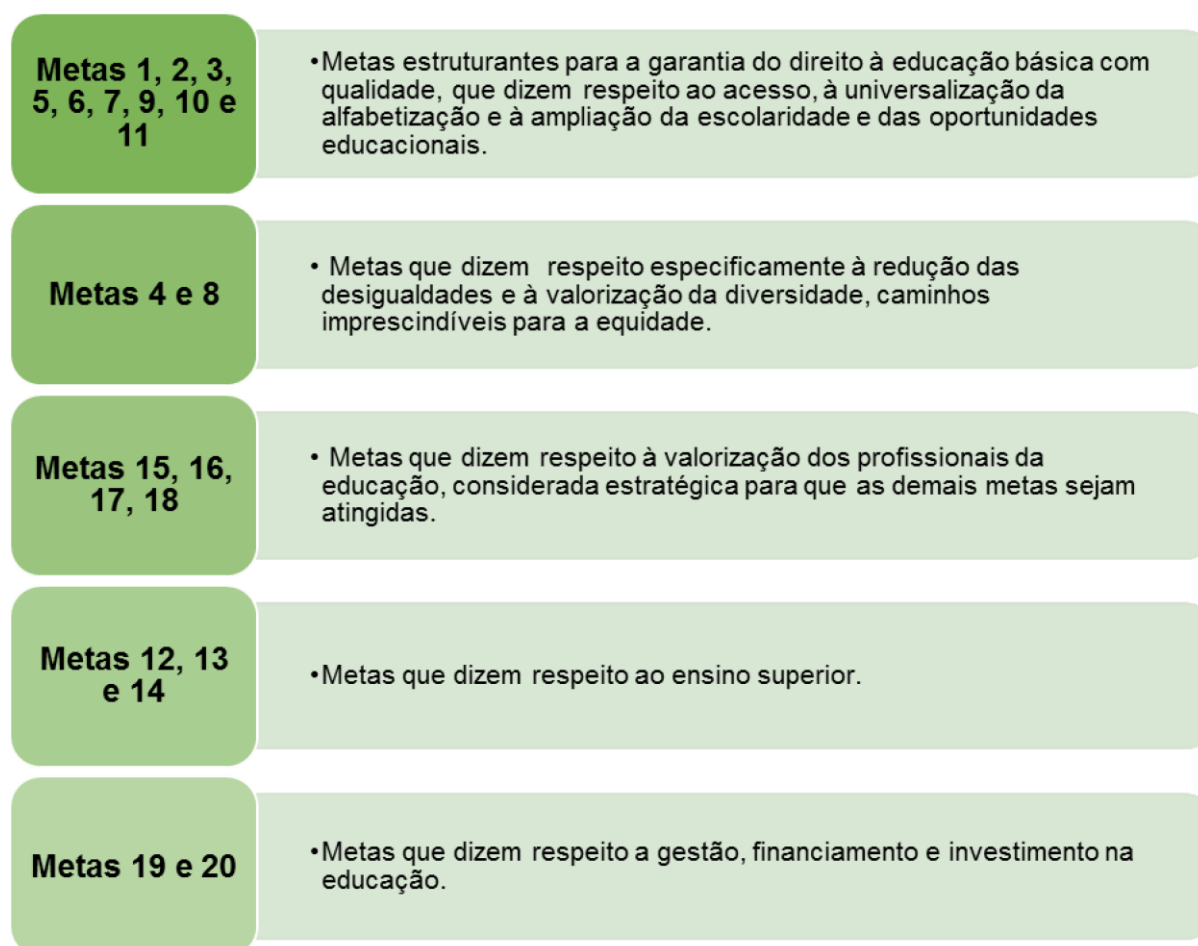 Metas 1, 2, 3,
5, 6, 7, 9, 10 e
11
•Metas estruturantes para a garantia do direito à educação básica com
qualidade, que dizem respeito ao acesso, à universalização da
alfabetização e à ampliação da escolaridade e das oportunidades
educacionais.
Metas 4 e 8
• Metas que dizem respeito especificamente à redução das
desigualdades e à valorização da diversidade, caminhos
imprescindíveis para a equidade.
Metas 15, 16,
17, 18
• Metas que dizem respeito à valorização dos profissionais da
educação, considerada estratégica para que as demais metas sejam
atingidas.
Metas 12, 13
e 14
•Metas que dizem respeito ao ensino superior.
Metas 19 e 20
•Metas que dizem respeito a gestão, financiamento e investimento na
educação.